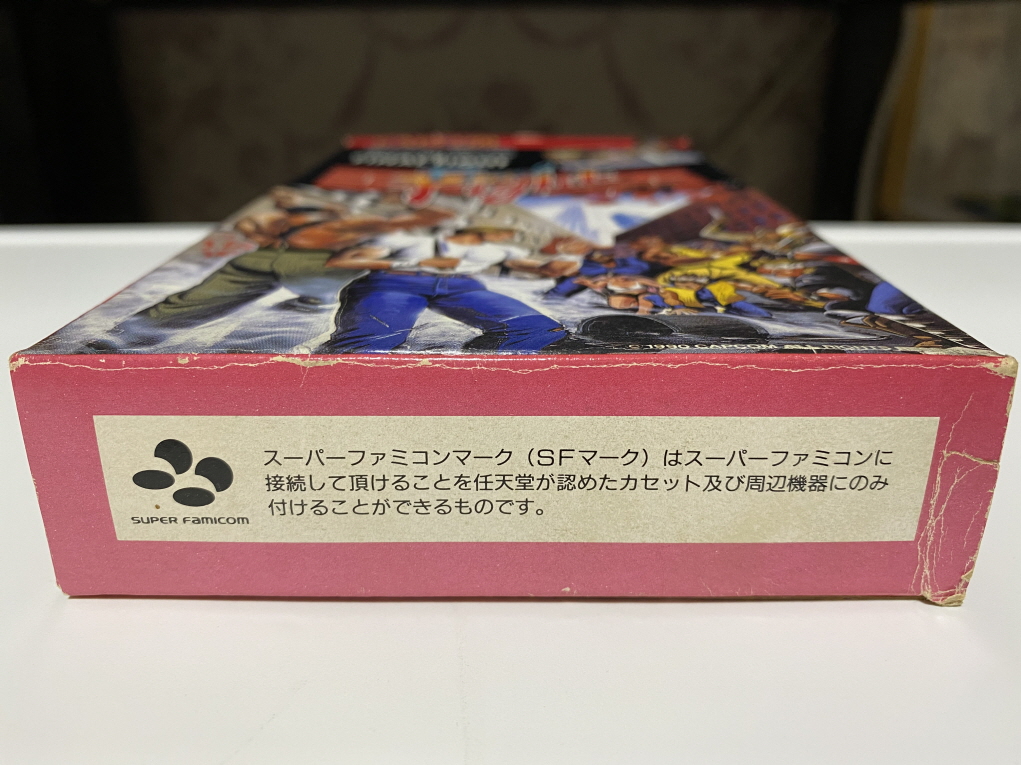 © 1990 CAPCOM
SUPER FAMICOM
スーパーファミコンマーク（SFマーク）はスーパーファミコンに
接続して頂けることを任天堂が認めたカセット及び周辺機器にのみ
付けることができるものです。